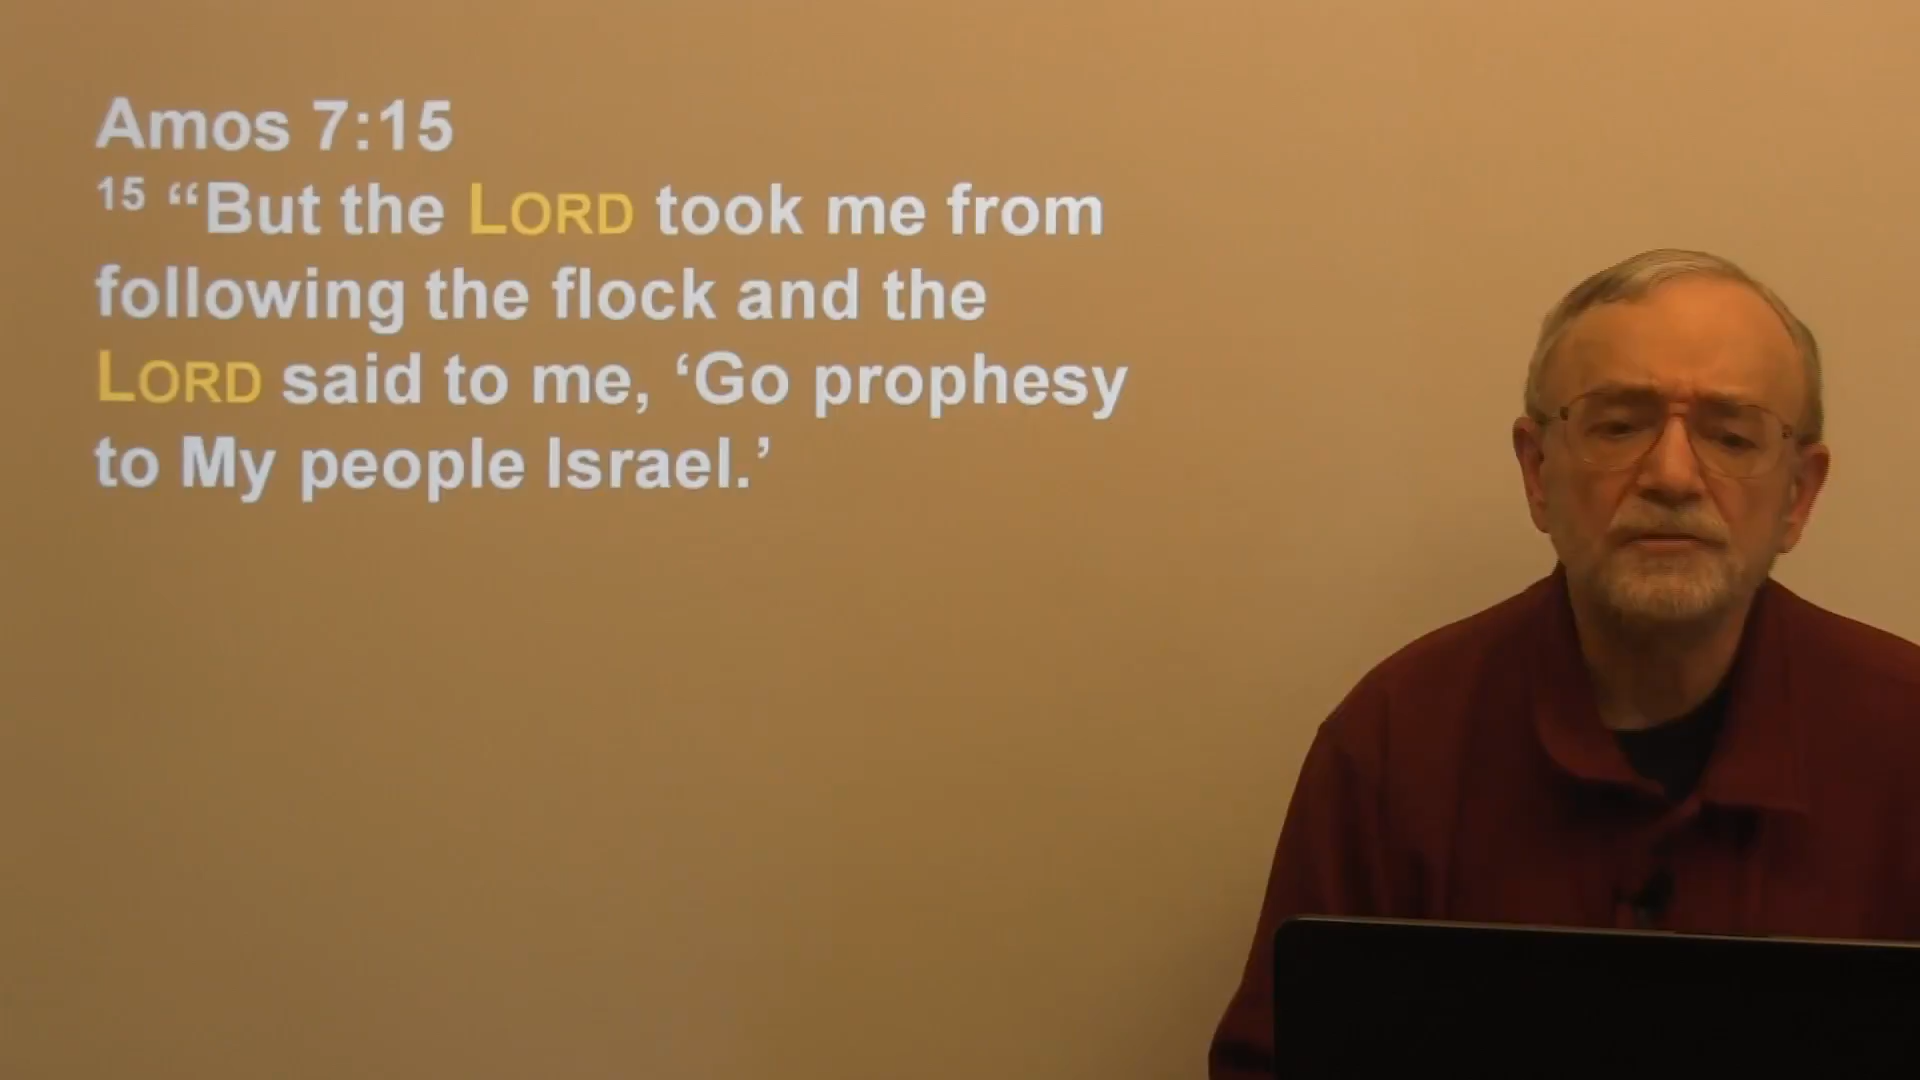 Amos 7:15
15 “But the LORD took me from
following the flock and the
LORD said to me, ‘Go prophesy
to My people Israel.’